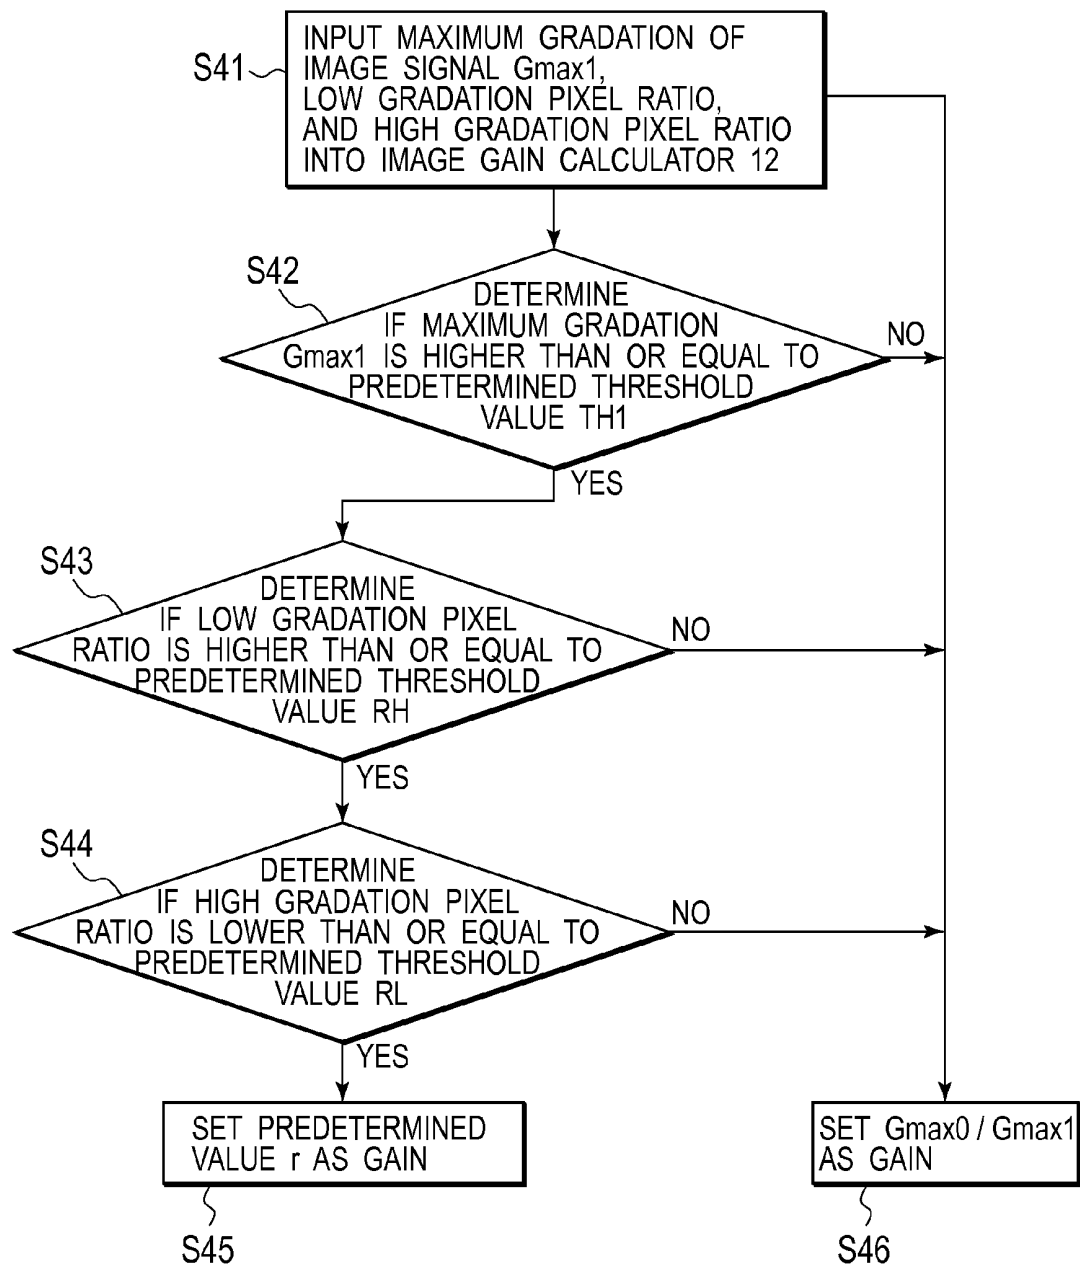 S41
INPUT MAXIMUM GRADATION OF
IMAGE SIGNAL Gmax1,
LOW GRADATION PIXEL RATIO,
AND HIGH GRADATION PIXEL RATIO
INTO IMAGE GAIN CALCULATOR 12
S42
DETERMINE
IF MAXIMUM GRADATION
Gmax1 IS HIGHER THAN OR EQUAL TO
PREDETERMINED THRESHOLD
VALUE TH1
NO
YES
S43
DETERMINE
IF LOW GRADATION PIXEL
RATIO IS HIGHER THAN OR EQUAL TO
PREDETERMINED THRESHOLD
VALUE RH
NO
YES
S44
DETERMINE
IF HIGH GRADATION PIXEL
RATIO IS LOWER THAN OR EQUAL TO
PREDETERMINED THRESHOLD
VALUE RL
NO
YES
SET PREDETERMINED
VALUE r AS GAIN
S45
SET Gmax0 / Gmax1
AS GAIN
S46